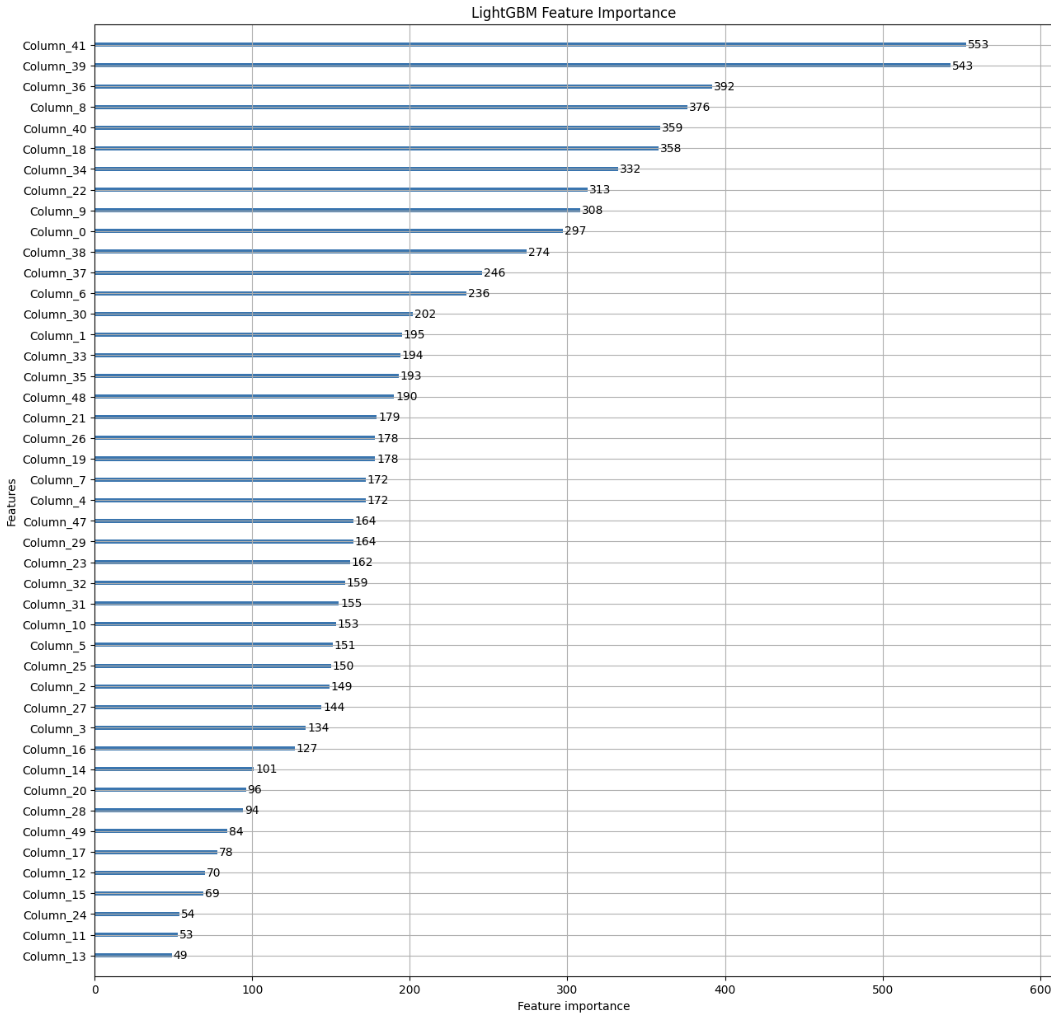 LightGBM Feature Importance
Column_41 553
Column_39 543
Column_36 392
Column_8 376
Column_40 359
Column_18 358
Column_34 332
Column_22 313
Column_9 308
Column_0 297
Column_38 274
Column_37 246
Column_6 236
Column_30 202
Column_1 195
Column_33 194
Column_35 193
Column_48 190
Column_21 179
Column_26 178
Column_19 178
Column_7 172
Column_4 172
Features
Column_47 164
Column_29 164
Column_23 162
Column_32 159
Column_31 155
Column_10 153
Column_5 151
Column_25 150
Column_2 149
Column_27 144
Column_3 134
Column_16 127
Column_14 101
Column_20 96
Column_28 94
Column_49 84
Column_17 78
Column_12 70
Column_15 69
Column_24 54
Column_11 53
Column_13 49
0 100 200 300 400 500 600
Feature importance